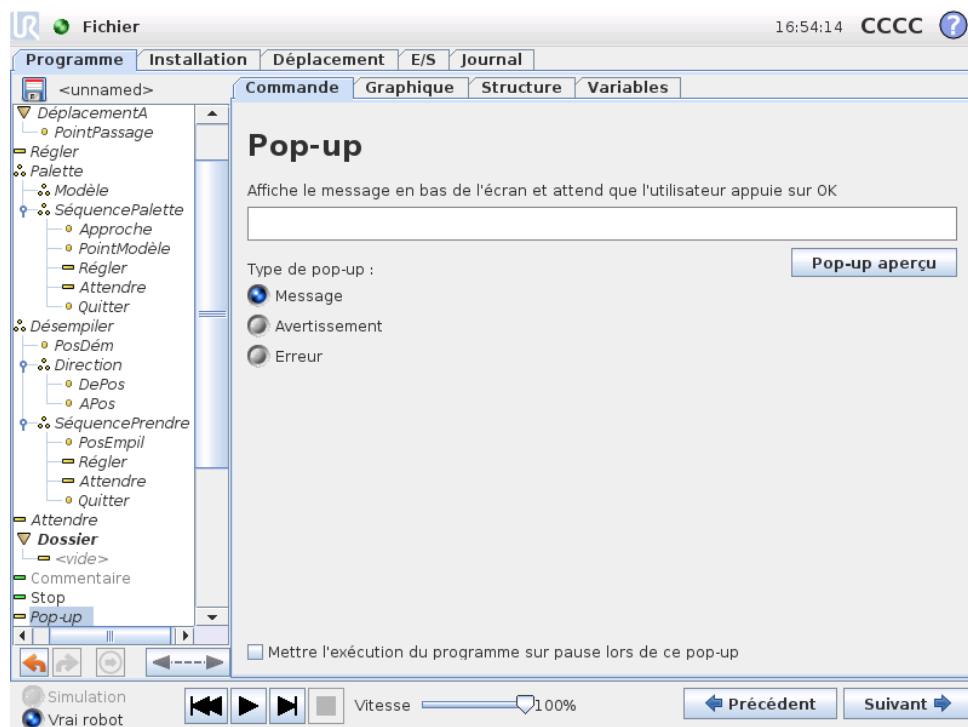 UR Fichier 16:54:14 CCCC ?
Programme Installation Déplacement E/S Journal
<unnamed>
Commande Graphique Structure Variables
DéplacementA
PointPassage
Régler
Palette
Modèle
SéquencePalette
Approche
PointModèle
Régler
Attendre
Quitter
Désempiler
PosDém
Direction
DePos
APos
SéquencePrendre
PosEmpil
Régler
Attendre
Quitter
Attendre
Dossier
<vide>
Commentaire
Stop
Pop-up
Pop-up
Affiche le message en bas de l'écran et attend que l'utilisateur appuie sur OK
Pop-up aperçu
Type de pop-up :
Message
Avertissement
Erreur
Mettre l'exécution du programme sur pause lors de ce pop-up
Simulation
Vrai robot
Vitesse 100%
Précédent Suivant